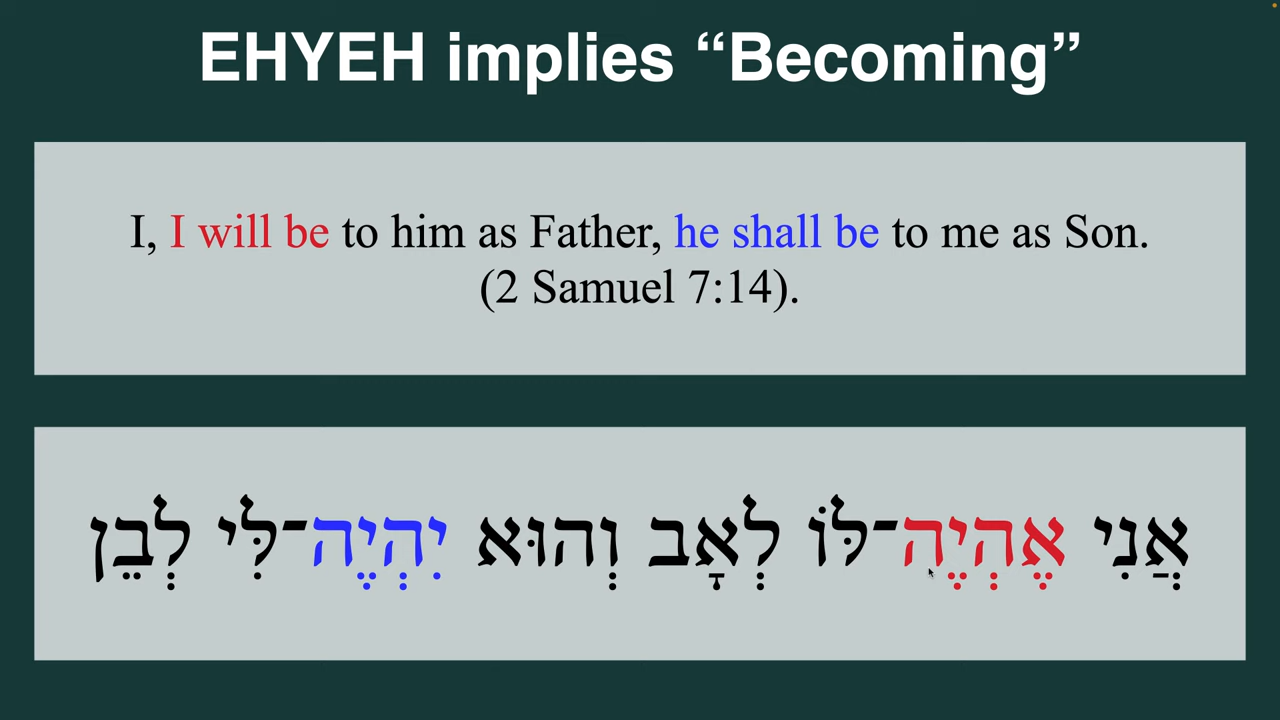 EHYEH implies “Becoming”
I, I will be to him as Father, he shall be to me as Son.
(2 Samuel 7:14).
אֲנִי אֶהְיֶה־לּוֹ לְאָב וְהוּא יִהְיֶה־לִּי לְבֵן